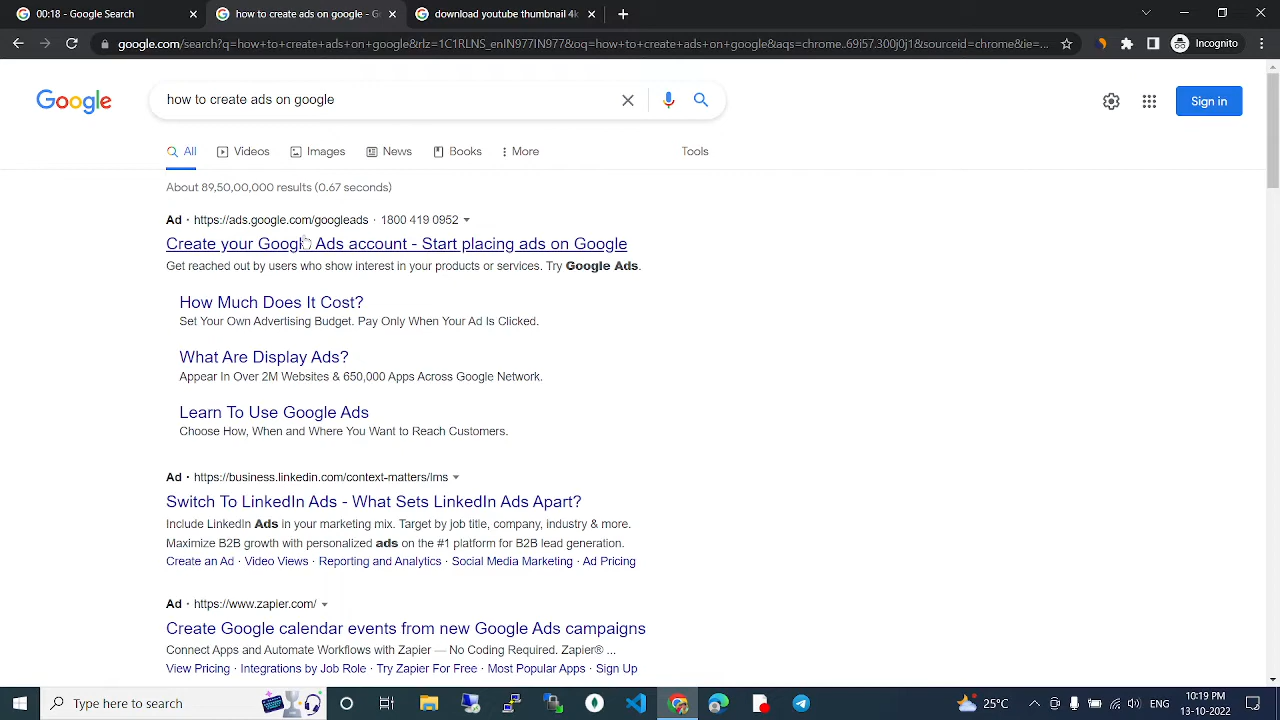 00:18 - Google Search
how to create ads on google - Go
download youtube thumbnail 4k
google.com/search?q=how+to+create+ads+on+google&rlz=1C1RLNS_enIN977IN977&oq=how+to+create+ads+on+google&aqs=chrome..69i57.300j0j1&sourceid=chrome&ie=...
Incognito
Google
how to create ads on google
Sign in
All
Videos
Images
News
Books
More
Tools
About 89,50,00,000 results (0.67 seconds)
Ad · https://ads.google.com/googleads · 1800 419 0952
Create your Google Ads account - Start placing ads on Google
Get reached out by users who show interest in your products or services. Try Google Ads.
How Much Does It Cost?
Set Your Own Advertising Budget. Pay Only When Your Ad Is Clicked.
What Are Display Ads?
Appear In Over 2M Websites & 650,000 Apps Across Google Network.
Learn To Use Google Ads
Choose How, When and Where You Want to Reach Customers.
Ad · https://business.linkedin.com/context-matters/lms
Switch To LinkedIn Ads - What Sets LinkedIn Ads Apart?
Include LinkedIn Ads in your marketing mix. Target by job title, company, industry & more.
Maximize B2B growth with personalized ads on the #1 platform for B2B lead generation.
Create an Ad · Video Views · Reporting and Analytics · Social Media Marketing · Ad Pricing
Ad · https://www.zapier.com/
Create Google calendar events from new Google Ads campaigns
Connect Apps and Automate Workflows with Zapier — No Coding Required. Zapier® ...
View Pricing · Integrations by Job Role · Try Zapier For Free · Most Popular Apps · Sign Up
Type here to search
25°C
ENG
10:19 PM
13-10-2022